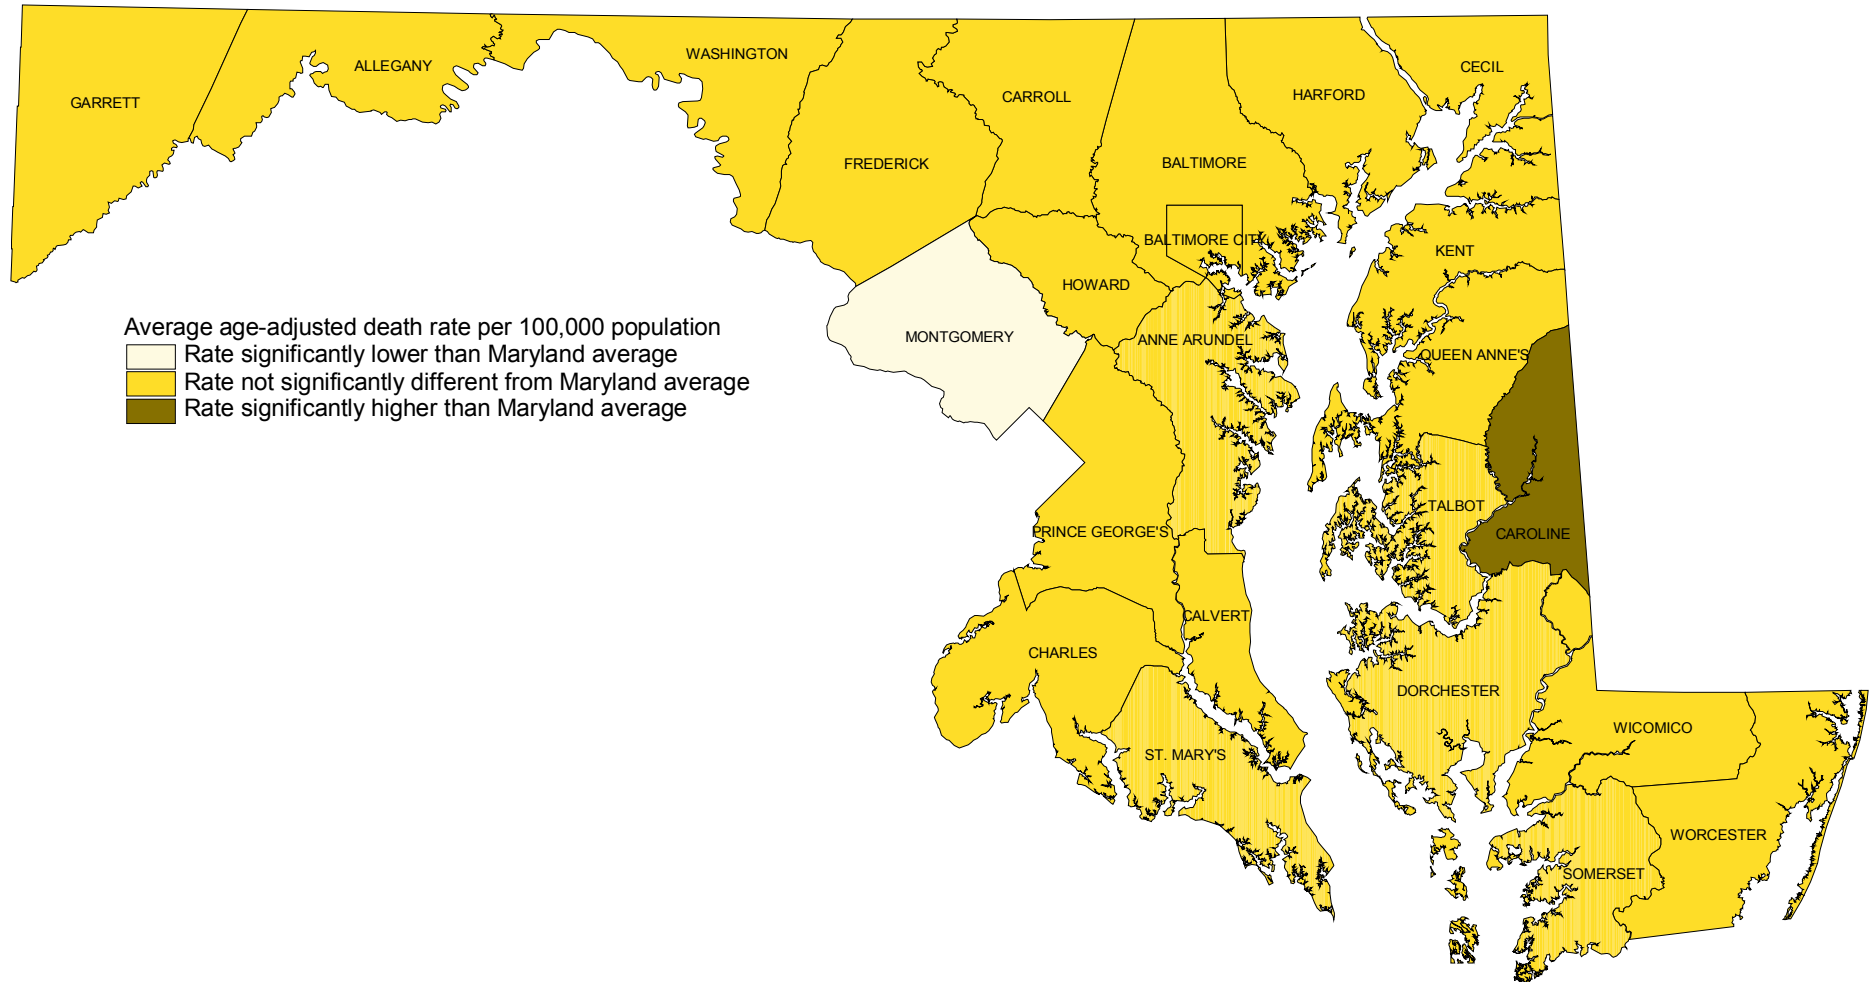 WASHINGTON
ALLEGANY
CECIL
GARRETT
CARROLL
HARFORD
FREDERICK
BALTIMORE
BALTIMORE CITY
KENT
HOWARD
Average age-adjusted death rate per 100,000 population
Rate significantly lower than Maryland average
Rate not significantly different from Maryland average
Rate significantly higher than Maryland average
MONTGOMERY
ANNE ARUNDEL
QUEEN ANNE'S
TALBOT
PRINCE GEORGE'S
CAROLINE
CALVERT
CHARLES
DORCHESTER
WICOMICO
ST. MARY'S
WORCESTER
SOMERSET